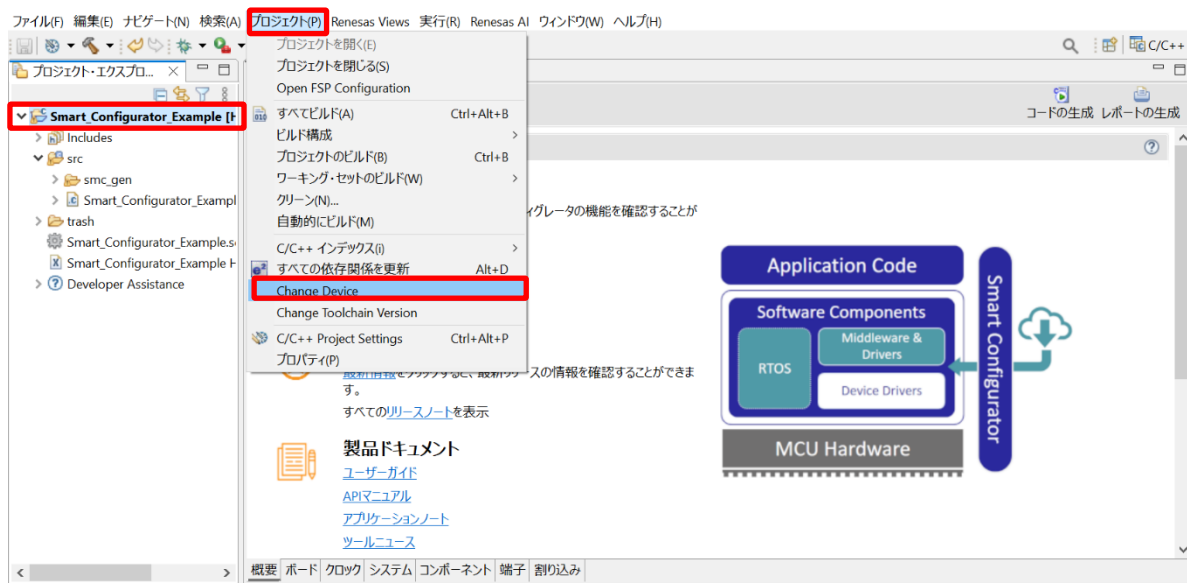 ファイル(F) 編集(E) ナビゲート(N) 検索(A) プロジェクト(P) Renesas Views 実行(R) Renesas AI ウィンドウ(W) ヘルプ(H)
C/C++
プロジェクト・エクスプロ...
コードの生成 レポートの生成
Smart_Configurator_Example [H
Includes
src
smc_gen
Smart_Configurator_Exampl
trash
Smart_Configurator_Example.s
Smart_Configurator_Example H
Developer Assistance
プロジェクトを開く(E)
プロジェクトを閉じる(S)
Open FSP Configuration
すべてビルド(A) Ctrl+Alt+B
ビルド構成
プロジェクトのビルド(B) Ctrl+B
ワーキング・セットのビルド(W)
クリーン(N)...
自動的にビルド(M)
C/C++ インデックス(i)
すべての依存関係を更新 Alt+D
Change Device
Change Toolchain Version
C/C++ Project Settings Ctrl+Alt+P
プロパティ(P)
ィグレータの機能を確認することが
最新情報をクリックすると、最新リリースの情報を確認することができま
す。
すべてのリリースノートを表示
製品ドキュメント
ユーザーガイド
APIマニュアル
アプリケーションノート
ツールニュース
Application Code
Software Components
RTOS
Middleware &
Drivers
Device Drivers
MCU Hardware
Smart Configurator
概要 ボード クロック システム コンポーネント 端子 割り込み